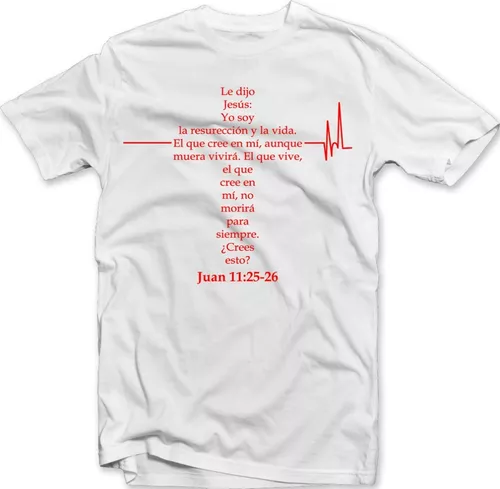 Le dijo
Jesús:
Yo soy
la resurección y la vida.
El que cree en mí, aunque
muera vivirá. El que vive,
el que
cree en
mí, no
morirá
para
siempre.
¿Crees
esto?
Juan 11:25-26